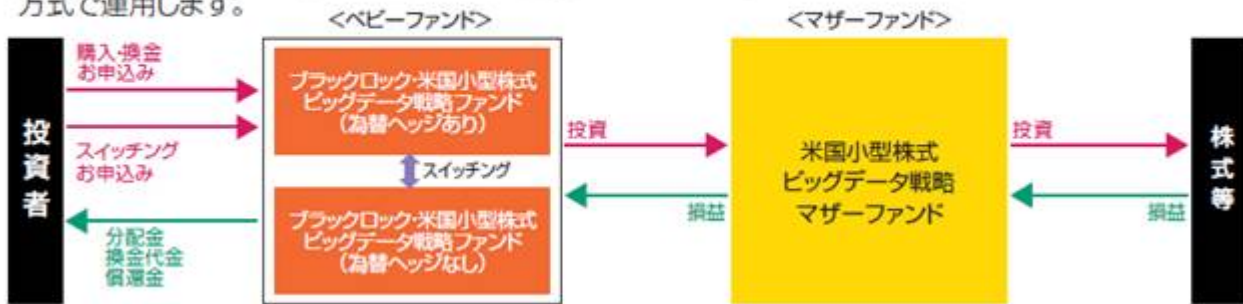 方式で運用します。
<ベビーファンド>
<マザーファンド>
投資者
購入・換金
お申込み
スイッチング
お申込み
分配金
換金代金
償還金
ブラックロック・米国小型株式
ビッグデータ戦略ファンド
(為替ヘッジあり)
スイッチング
ブラックロック・米国小型株式
ビッグデータ戦略ファンド
(為替ヘッジなし)
投資
損益
米国小型株式
ビッグデータ戦略
マザーファンド
投資
損益
株式等